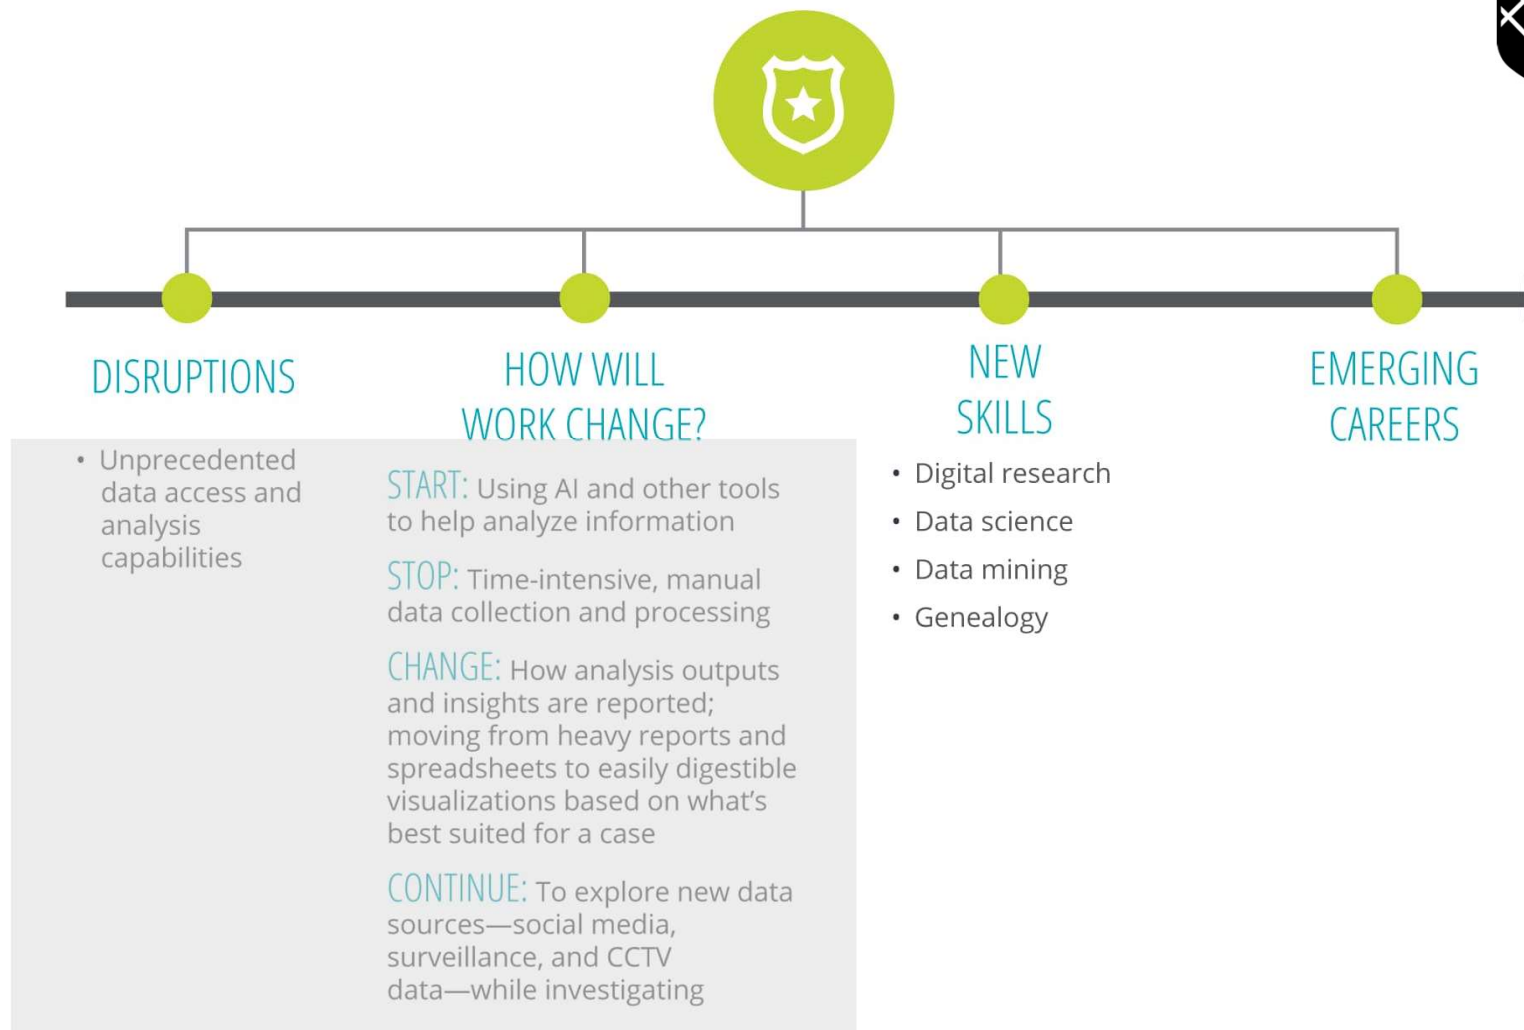 DISRUPTIONS
• Unprecedented
data access and
analysis
capabilities
HOW WILL
WORK CHANGE?
START: Using AI and other tools
to help analyze information
STOP: Time-intensive, manual
data collection and processing
CHANGE: How analysis outputs
and insights are reported;
moving from heavy reports and
spreadsheets to easily digestible
visualizations based on what’s
best suited for a case
CONTINUE: To explore new data
sources—social media,
surveillance, and CCTV
data—while investigating
NEW
SKILLS
• Digital research
• Data science
• Data mining
• Genealogy
EMERGING
CAREERS